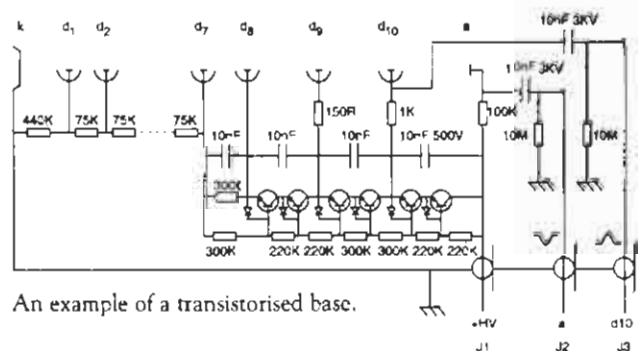 k d1 d2 d7 d8 d9 d10 a 10nF 3KV
10nF 3KV
440K 75K 75K 75K 150R 1K 100K
10nF 10nF 10nF 10nF 500V 10M 10M
300K
300K 220K 220K 300K 300K 220K 220K
An example of a transistorised base.
+HV a d10
J1 J2 J3